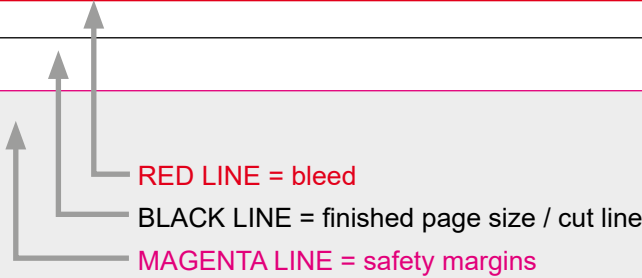 RED LINE = bleed
BLACK LINE = finished page size / cut line
MAGENTA LINE = safety margins